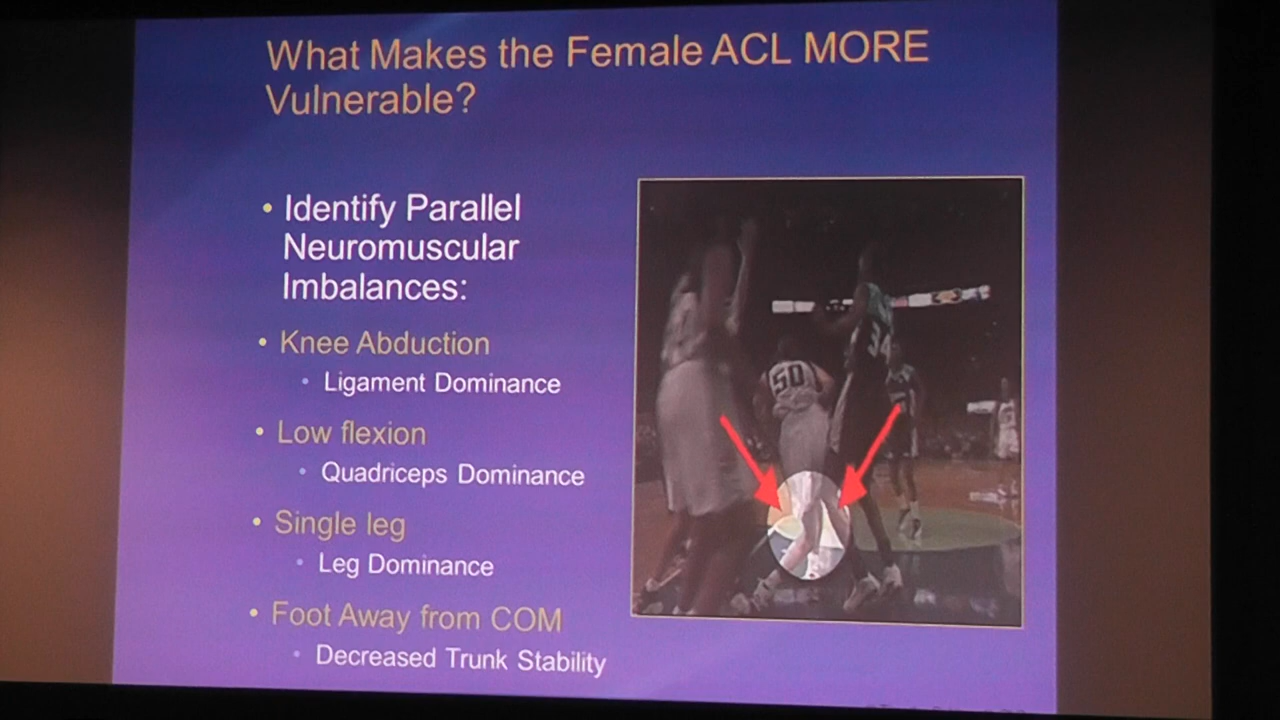 What Makes the Female ACL MORE
Vulnerable?
• Identify Parallel
Neuromuscular
Imbalances:
• Knee Abduction
• Ligament Dominance
• Low flexion
• Quadriceps Dominance
• Single leg
• Leg Dominance
• Foot Away from COM
• Decreased Trunk Stability
50
34